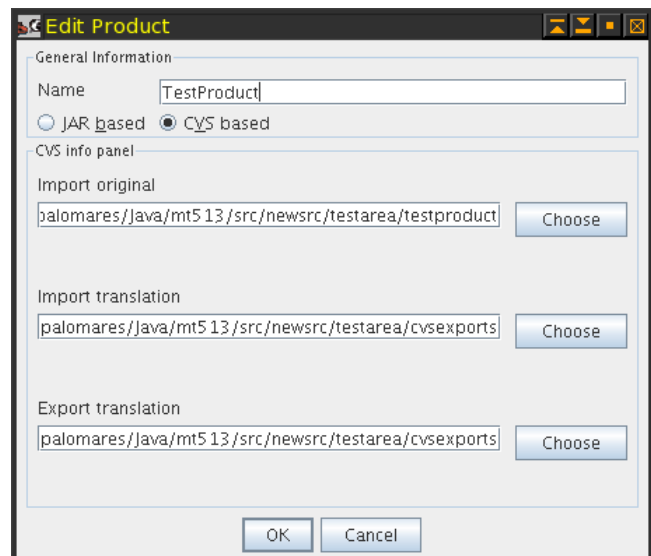 Edit Product
General Information
Name TestProduct
JAR based CVS based
CVS info panel
Import original
palomares/Java/mt513/src/newsrc/testarea/testproduct Choose
Import translation
palomares/Java/mt513/src/newsrc/testarea/cvsexports Choose
Export translation
palomares/Java/mt513/src/newsrc/testarea/cvsexports Choose
OK Cancel